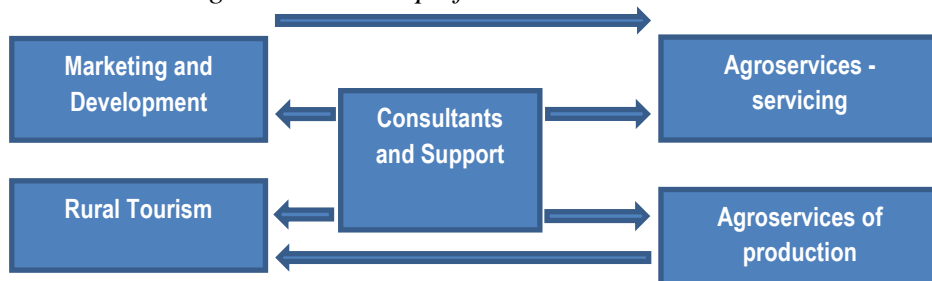 Marketing and
Development
Agroservices -
servicing
Consultants
and Support
Rural Tourism
Agroservices of
production